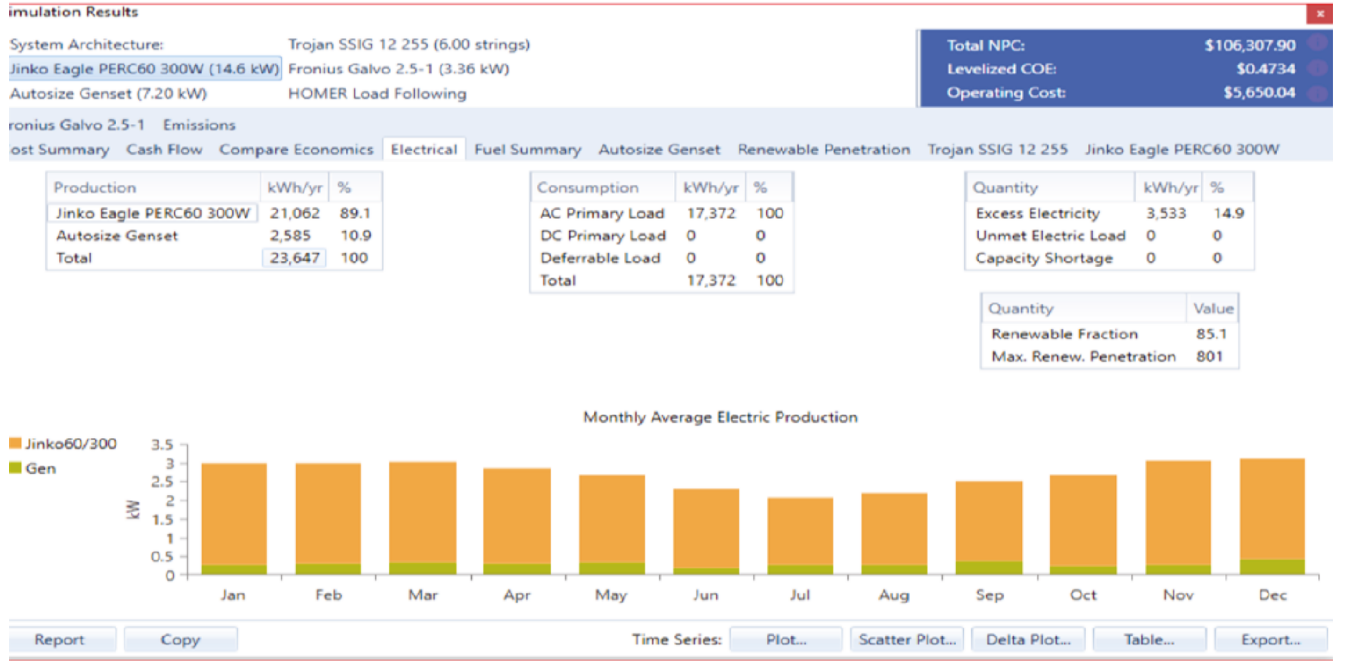 imulation Results
System Architecture: Trojan SSIG 12 255 (6.00 strings) Total NPC: $106,307.90
Jinko Eagle PERC60 300W (14.6 kW) Fronius Galvo 2.5-1 (3.36 kW) Levelized COE: $0.4734
Autosize Genset (7.20 kW) HOMER Load Following Operating Cost: $5,650.04
ronius Galvo 2.5-1 Emissions
ost Summary Cash Flow Compare Economics Electrical Fuel Summary Autosize Genset Renewable Penetration Trojan SSIG 12 255 Jinko Eagle PERC60 300W
Production kWh/yr %
Jinko Eagle PERC60 300W 21,062 89.1
Autosize Genset 2,585 10.9
Total 23,647 100
Consumption kWh/yr %
AC Primary Load 17,372 100
DC Primary Load 0 0
Deferrable Load 0 0
Total 17,372 100
Quantity kWh/yr %
Excess Electricity 3,533 14.9
Unmet Electric Load 0 0
Capacity Shortage 0 0
Quantity Value
Renewable Fraction 85.1
Max. Renew. Penetration 801
Monthly Average Electric Production
Jinko60/300
Gen
kW
3.5
3
2.5
2
1.5
1
0.5
0
Jan Feb Mar Apr May Jun Jul Aug Sep Oct Nov Dec
Report Copy Time Series: Plot... Scatter Plot... Delta Plot... Table... Export...